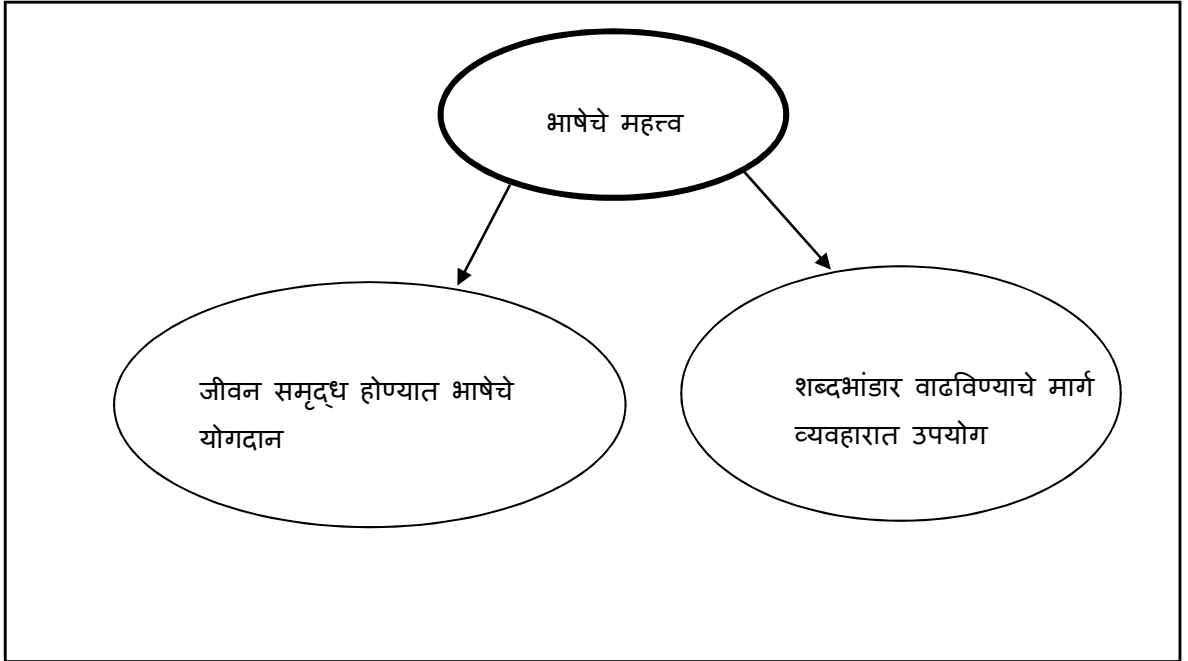 भाषेचे महत्त्व
जीवन समृद्‌ध होण्यात भाषेचे
योगदान
शब्दभांडार वाढविण्याचे मार्ग
व्यवहारात उपयोग